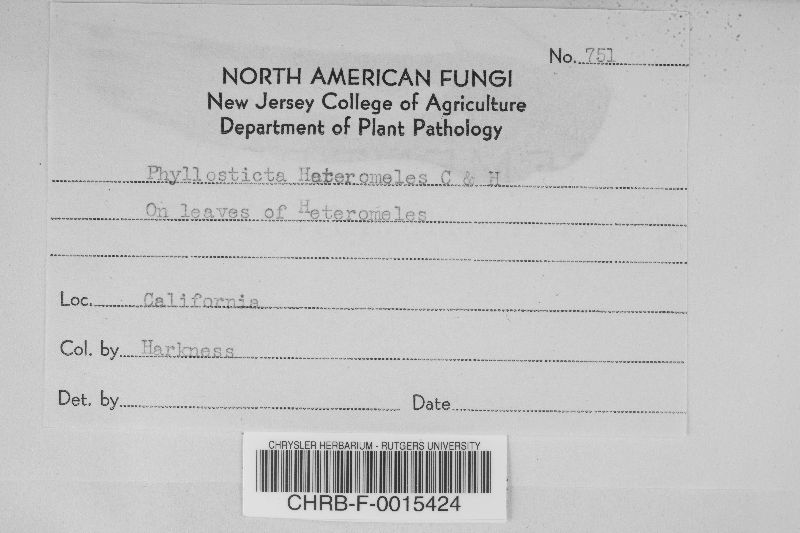 No. 751
NORTH AMERICAN FUNGI
New Jersey College of Agriculture
Department of Plant Pathology
Phyllosticta Heteromeles C & H
On leaves of Heteromeles
Loc. California
Col. by Harkness
Det. by
Date
CHRYSLER HERBARIUM - RUTGERS UNIVERSITY
CHRB-F-0015424